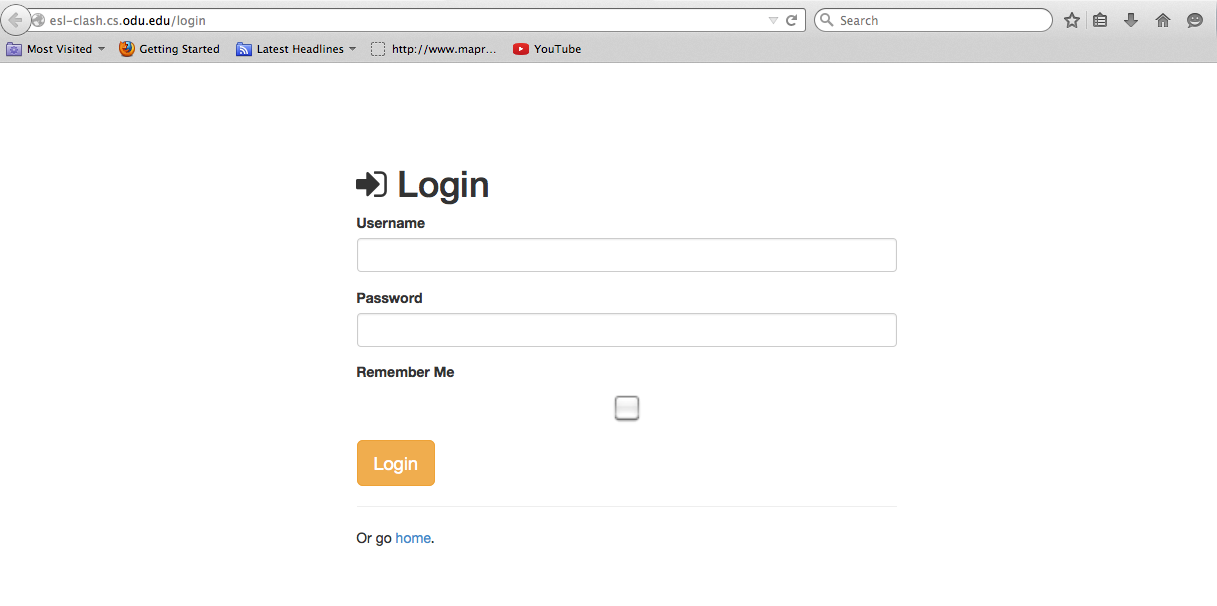 esl-clash.cs.odu.edu/login
Search
Most Visited
Getting Started
Latest Headlines
http://www.mapr...
YouTube
Login
Username
Password
Remember Me
Login
Or go home.